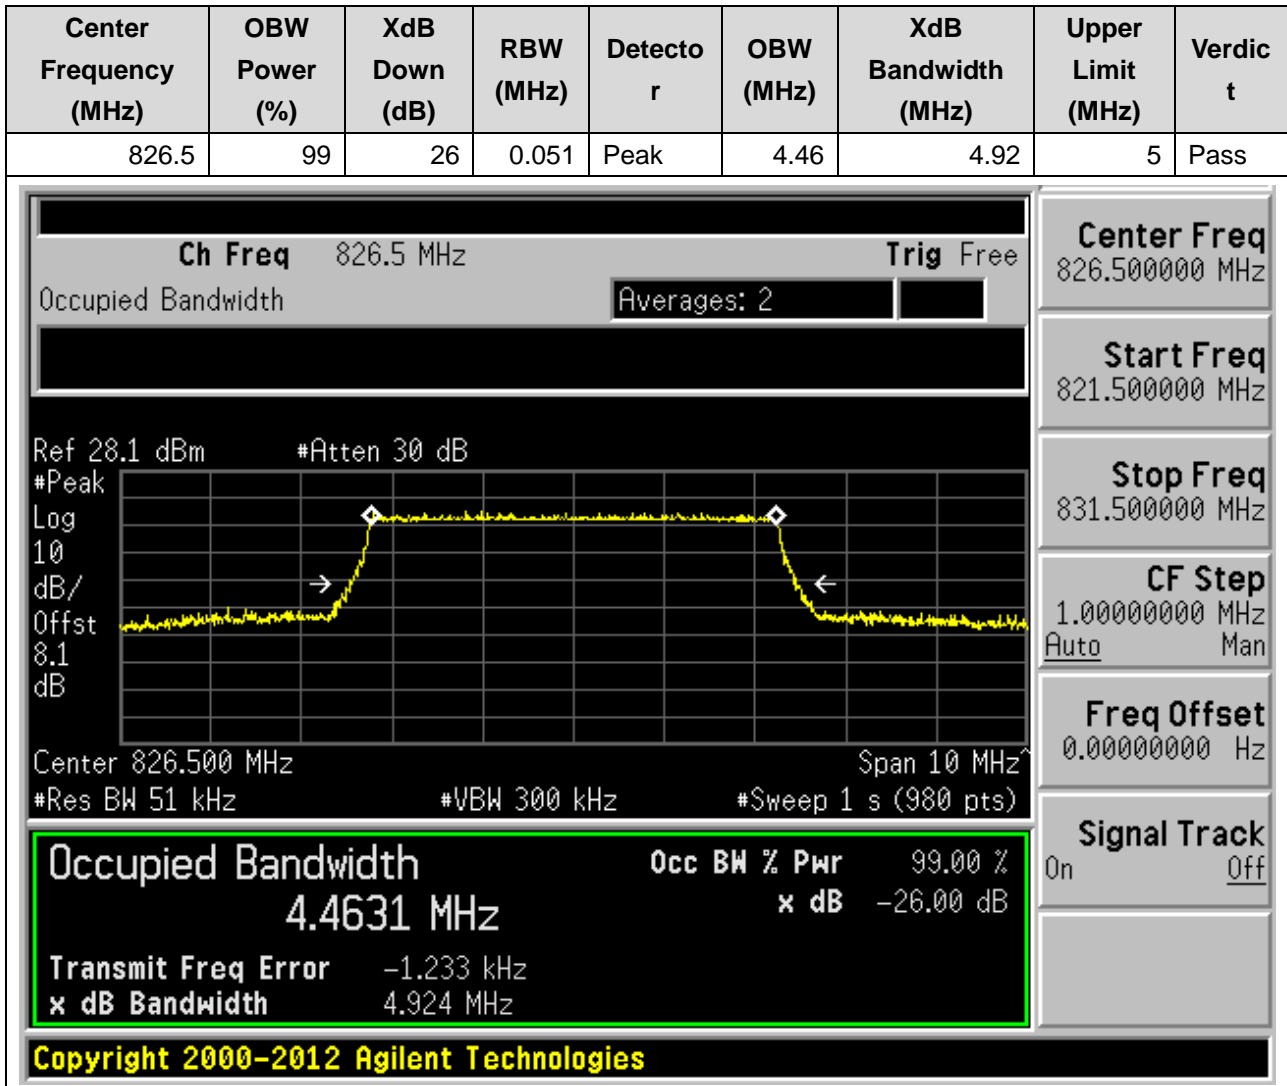 Center Frequency (MHz) OBW Power (%) XdB Down (dB) RBW (MHz) Detecto r OBW (MHz) XdB Bandwidth (MHz) Upper Limit (MHz) Verdic t
826.5 99 26 0.051 Peak 4.46 4.92 5 Pass
Ch Freq 826.5 MHz Trig Free
Occupied Bandwidth Averages: 2
Ref 28.1 dBm #Atten 30 dB
#Peak
Log
10
dB/
Offst
8.1
dB
Center 826.500 MHz Span 10 MHz^
#Res BW 51 kHz #VBW 300 kHz #Sweep 1 s (980 pts)
Occupied Bandwidth Occ BW % Pwr 99.00 %
4.4631 MHz x dB -26.00 dB
Transmit Freq Error -1.233 kHz
x dB Bandwidth 4.924 MHz
Center Freq
826.500000 MHz
Start Freq
821.500000 MHz
Stop Freq
831.500000 MHz
CF Step
1.00000000 MHz
Auto Man
Freq Offset
0.00000000 Hz
Signal Track
On Off
Copyright 2000-2012 Agilent Technologies